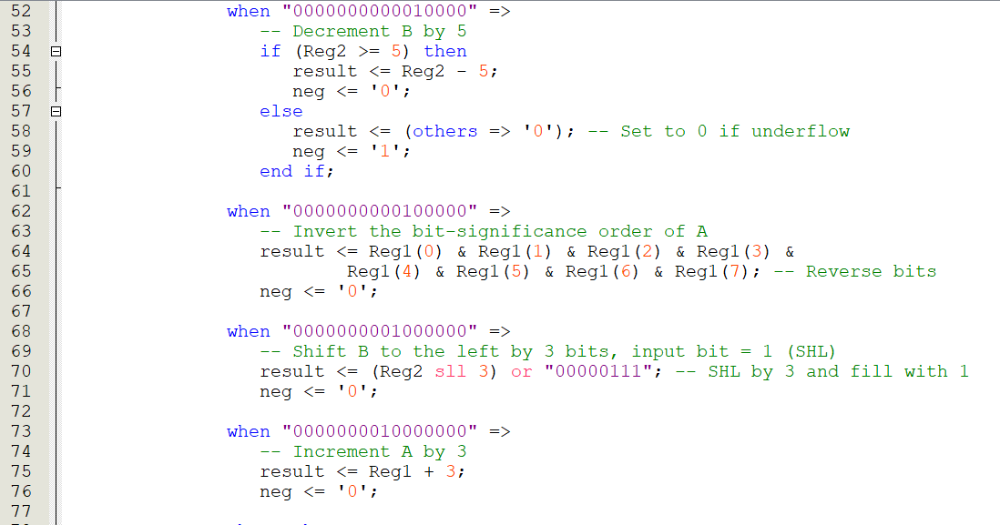 52 when "0000000000010000" =>
53 -- Decrement B by 5
54 if (Reg2 >= 5) then
55 result <= Reg2 - 5;
56 neg <= '0';
57 else
58 result <= (others => '0'); -- Set to 0 if underflow
59 neg <= '1';
60 end if;
61
62 when "0000000000100000" =>
63 -- Invert the bit-significance order of A
64 result <= Reg1(0) & Reg1(1) & Reg1(2) & Reg1(3) &
65 Reg1(4) & Reg1(5) & Reg1(6) & Reg1(7); -- Reverse bits
66 neg <= '0';
67
68 when "0000000001000000" =>
69 -- Shift B to the left by 3 bits, input bit = 1 (SHL)
70 result <= (Reg2 sll 3) or "00000111"; -- SHL by 3 and fill with 1
71 neg <= '0';
72
73 when "0000000010000000" =>
74 -- Increment A by 3
75 result <= Reg1 + 3;
76 neg <= '0';
77